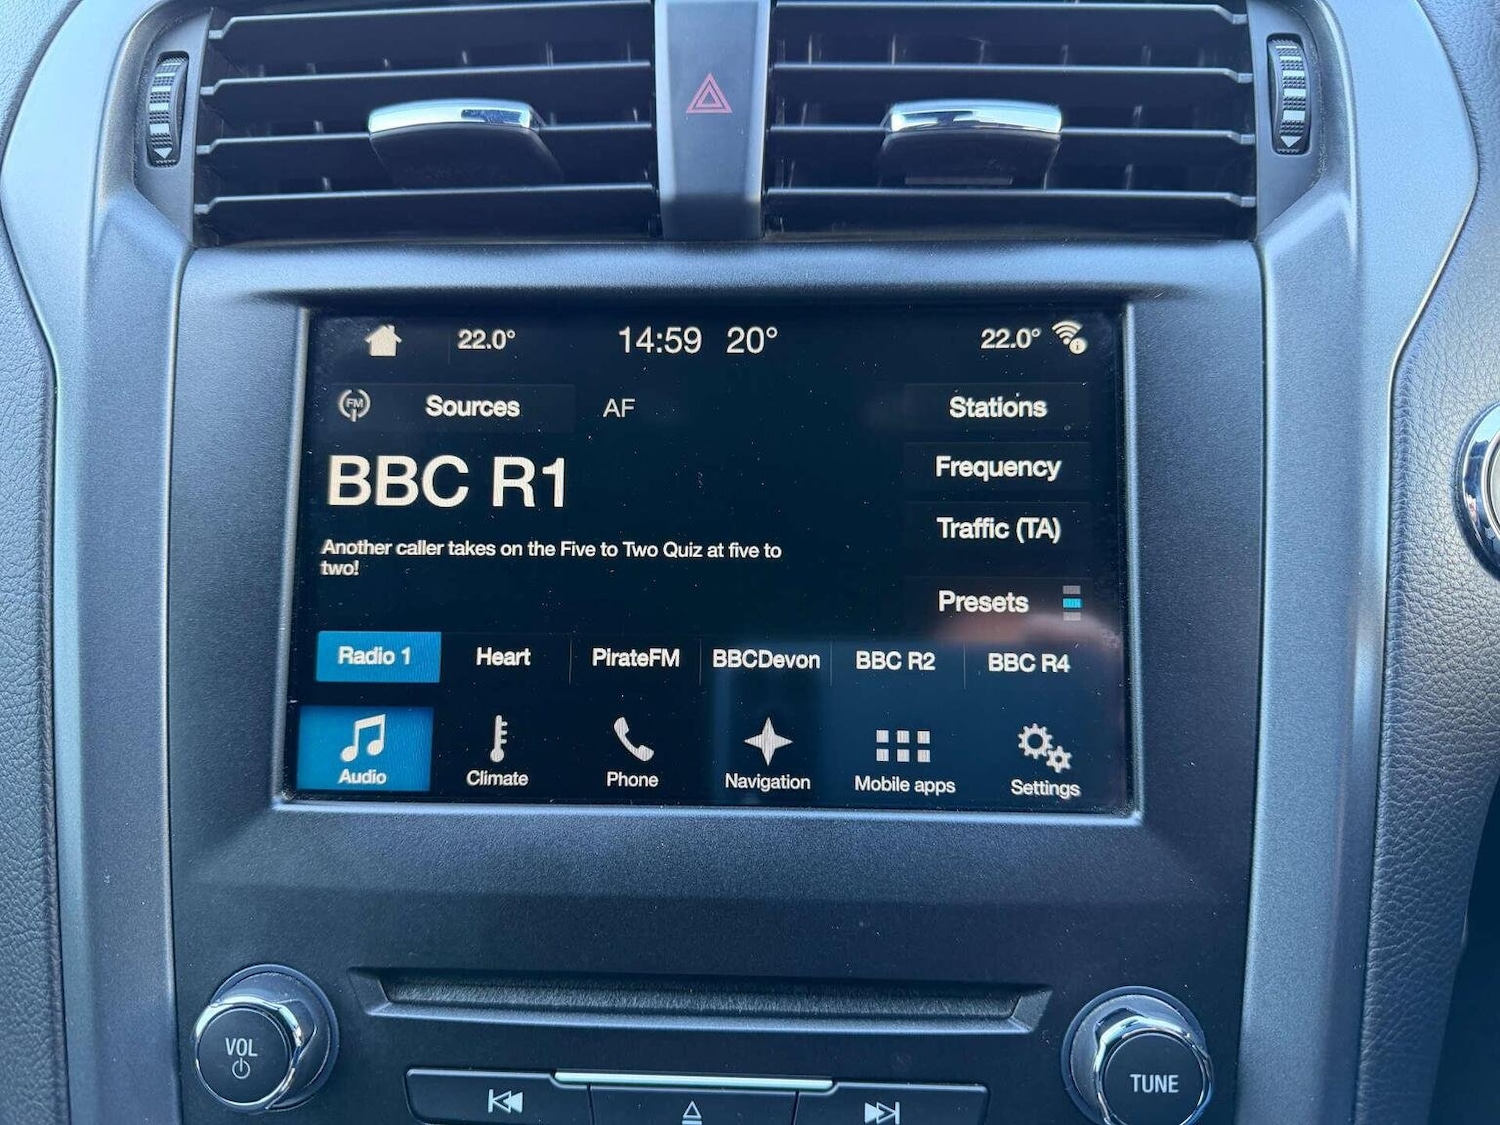 22.0° 14:59 20° 22.0°
FM Sources AF Stations
BBC R1
Frequency
Another caller takes on the Five to Two Quiz at five to
two!
Traffic (TA)
Presets
Radio 1 Heart PirateFM BBCDevon BBC R2 BBC R4
Audio Climate Phone Navigation Mobile apps Settings
VOL
TUNE